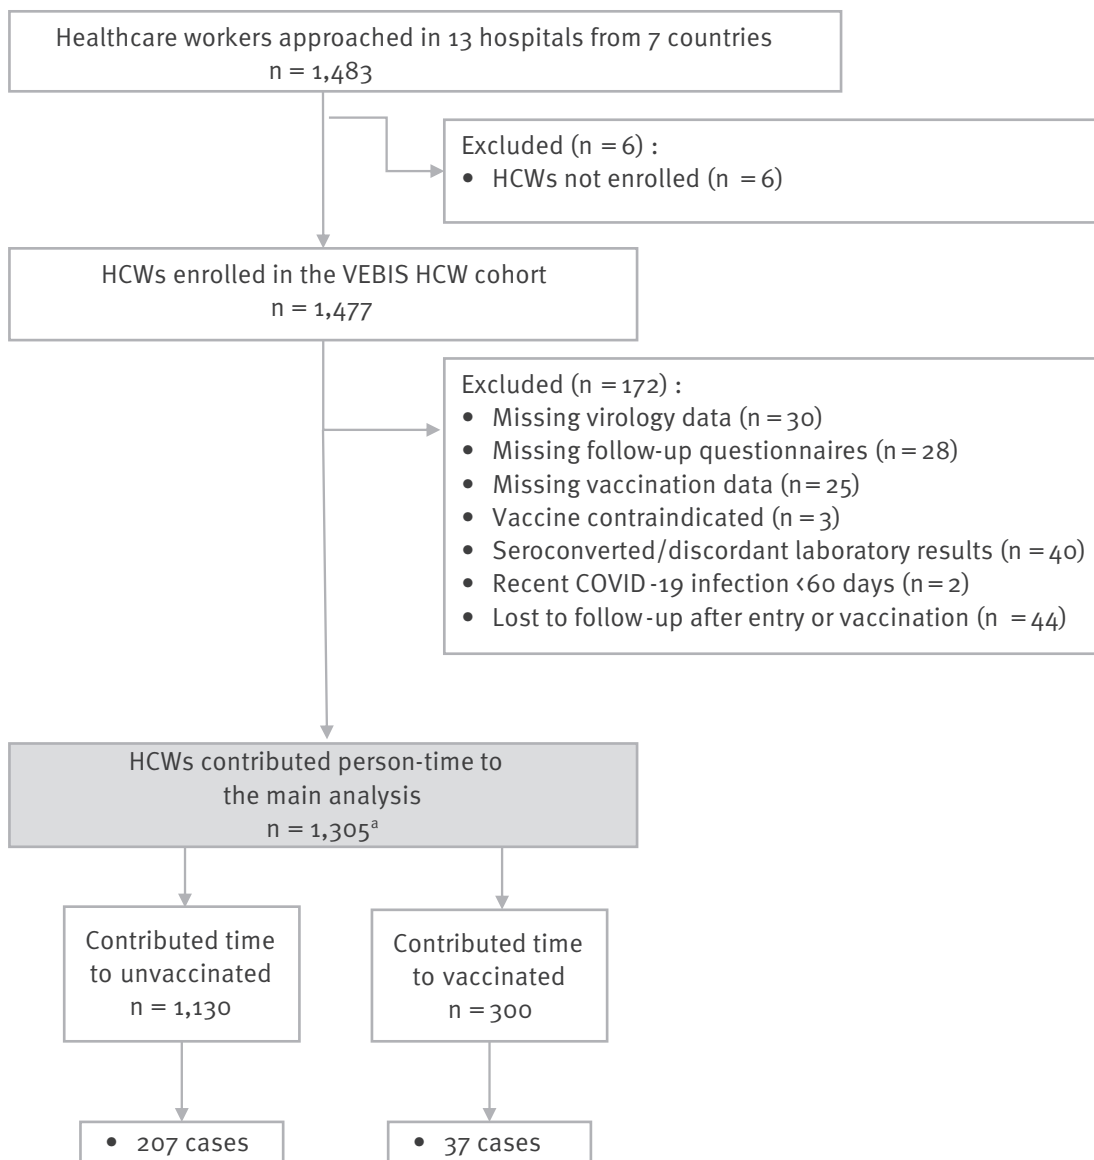 Healthcare workers approached in 13 hospitals from 7 countries
n = 1,483
Excluded (n = 6) :
• HCWs not enrolled (n = 6)
HCWs enrolled in the VEBIS HCW cohort
n = 1,477
Excluded (n = 172) :
• Missing virology data (n = 30)
• Missing follow-up questionnaires (n = 28)
• Missing vaccination data (n = 25)
• Vaccine contraindicated (n = 3)
• Seroconverted/discordant laboratory results (n = 40)
• Recent COVID-19 infection <60 days (n = 2)
• Lost to follow-up after entry or vaccination (n = 44)
HCWs contributed person-time to
the main analysis
n = 1,305ᵃ
Contributed time
to unvaccinated
n = 1,130
Contributed time
to vaccinated
n = 300
• 207 cases
• 37 cases